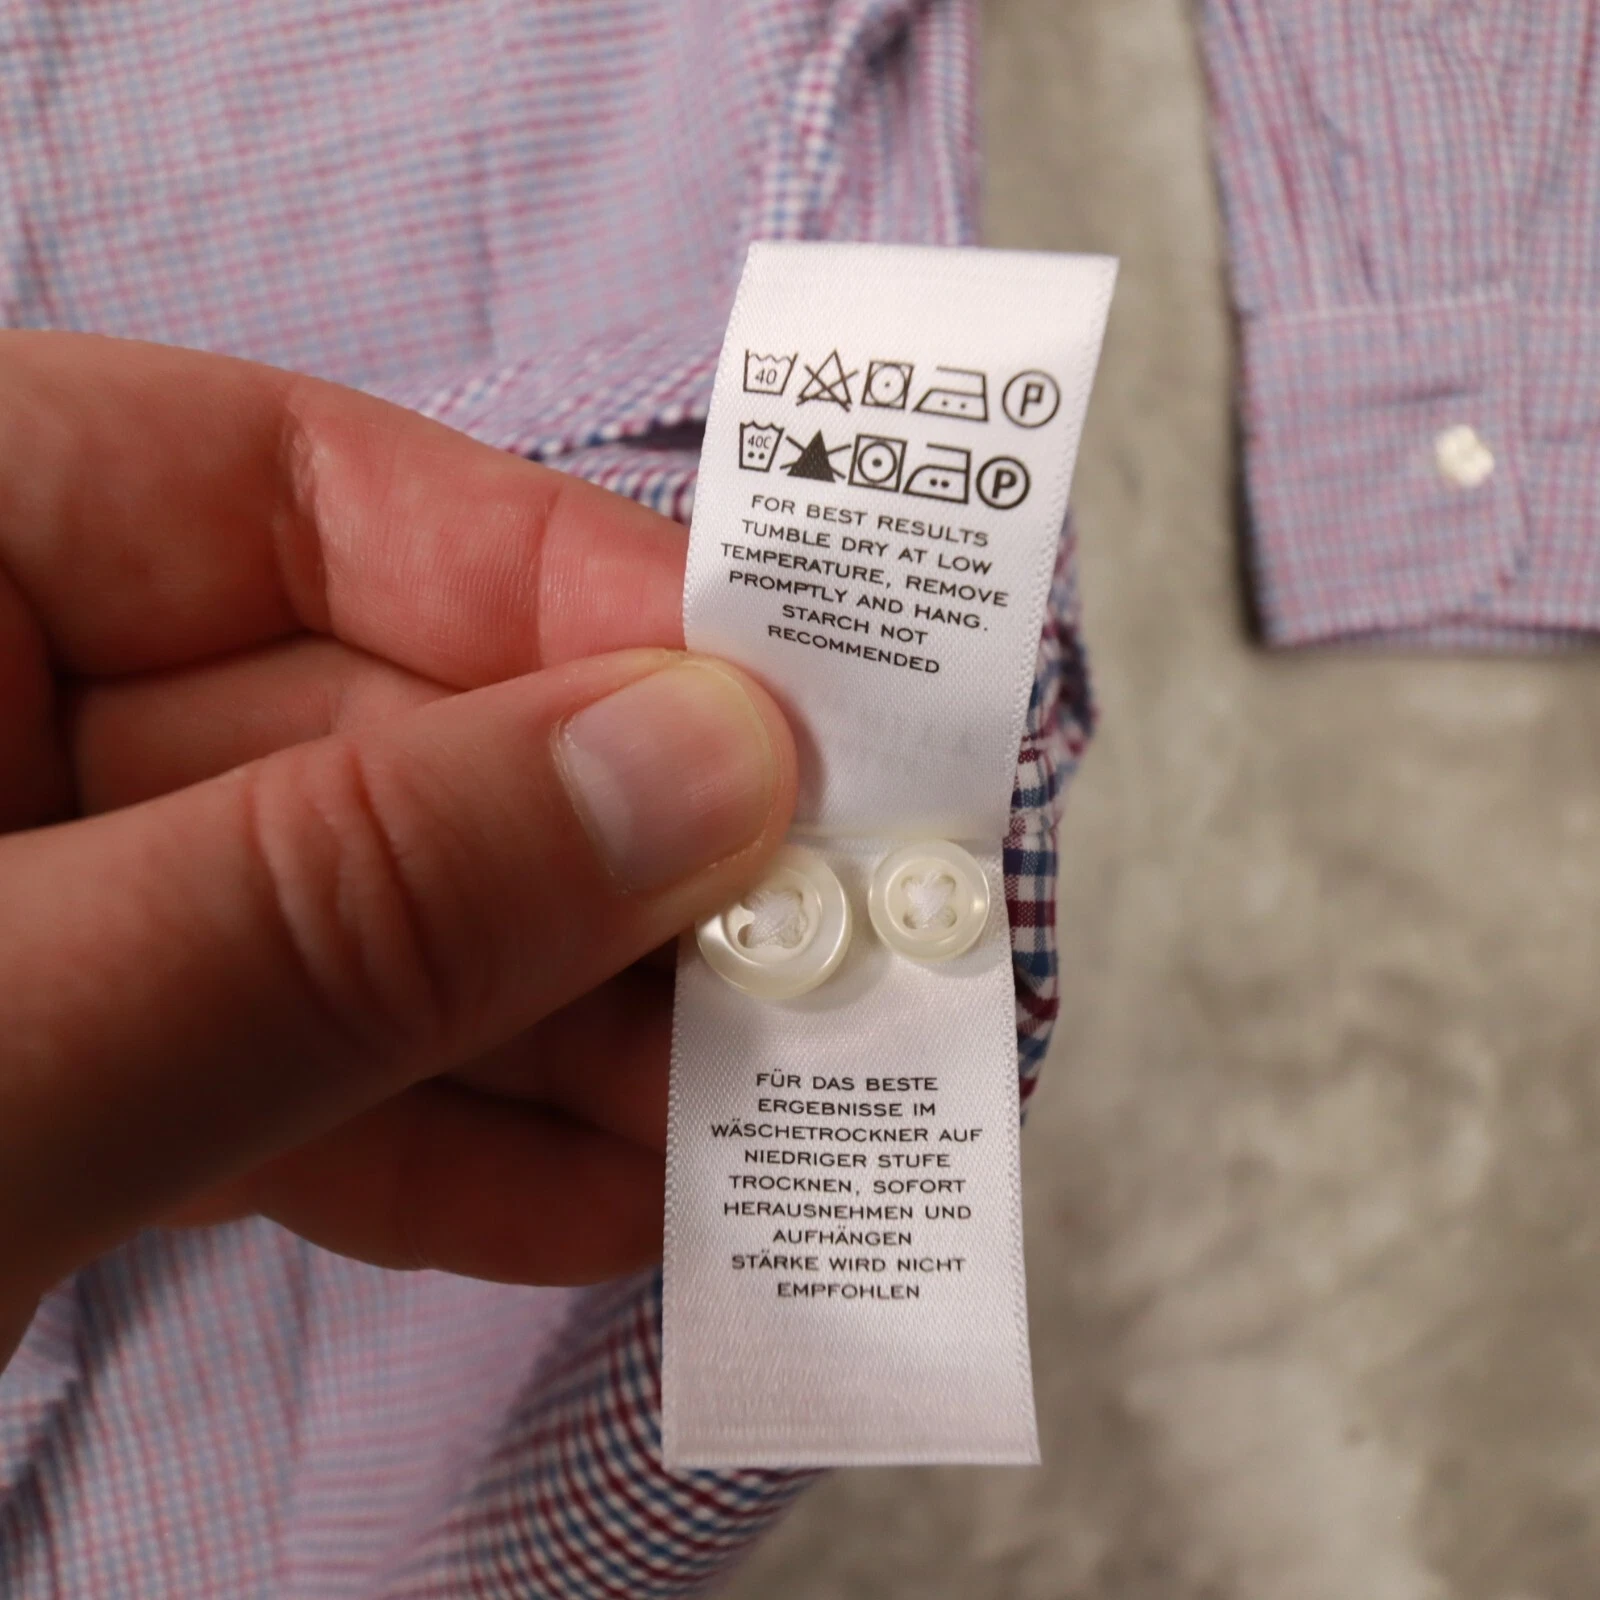 40 P
40C P
FOR BEST RESULTS
TUMBLE DRY AT LOW
TEMPERATURE, REMOVE
PROMPTLY AND HANG.
STARCH NOT
RECOMMENDED
FÜR DAS BESTE
ERGEBNISSE IM
WÄSCHETROCKNER AUF
NIEDRIGER STUFE
TROCKNEN, SOFORT
HERAUSNEHMEN UND
AUFHÄNGEN
STÄRKE WIRD NICHT
EMPFOHLEN